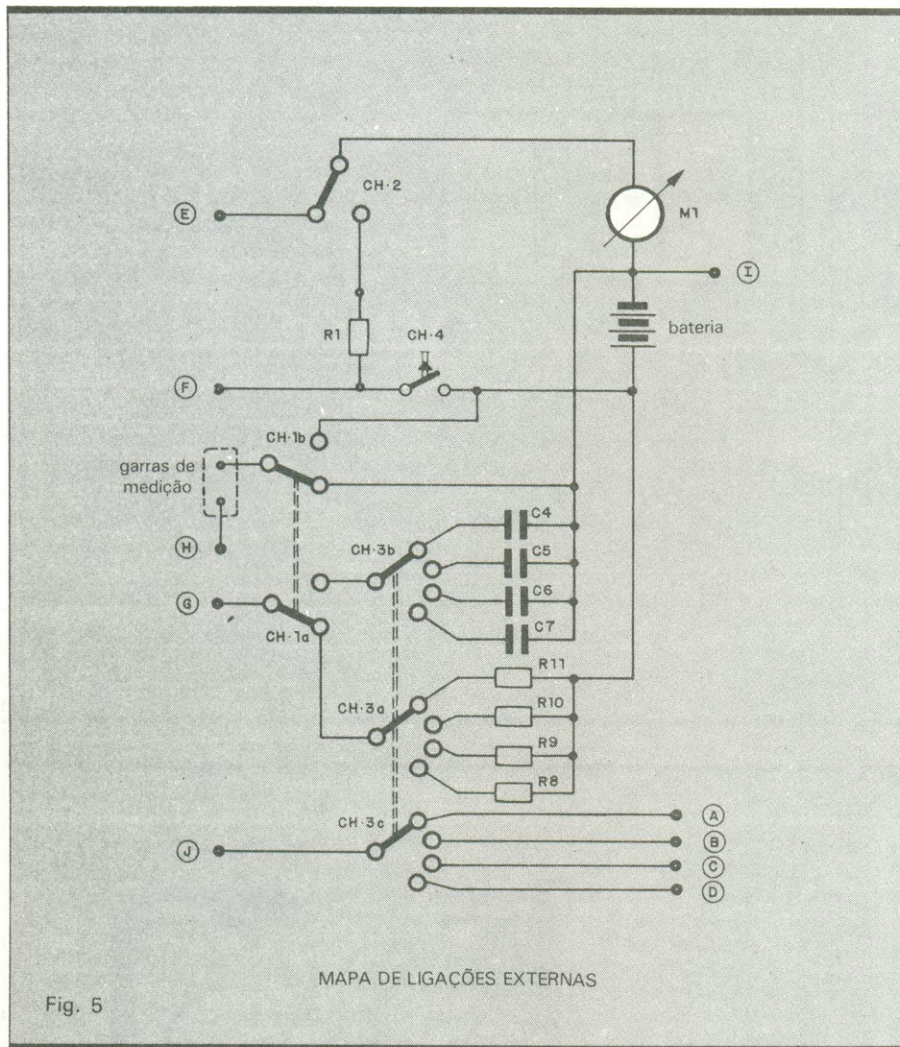 CH·2
E
M1
I
bateria
R1
CH·4
F
CH·1b
garras de
medição
C4
CH·3b
C5
H
C6
G
CH·1a
C7
R11
CH·3a
R10
R9
R8
CH·3c
A
J
B
C
D
MAPA DE LIGAÇÕES EXTERNAS
Fig. 5